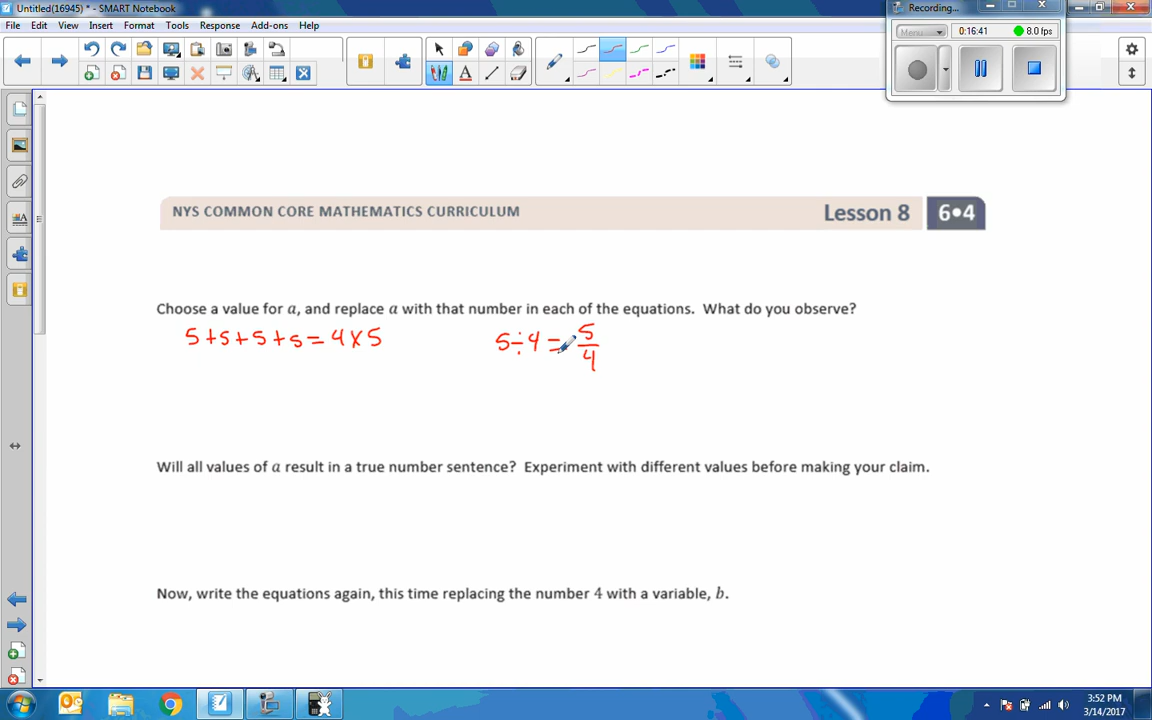 Untitled(16945) * - SMART Notebook
File Edit View Insert Format Tools Response Add-ons Help
Recording...
Menu 0:16:41 8.0 fps
NYS COMMON CORE MATHEMATICS CURRICULUM Lesson 8 6•4
Choose a value for a, and replace a with that number in each of the equations. What do you observe?
5+5+5+5=4×5 5÷4=5/4
Will all values of a result in a true number sentence? Experiment with different values before making your claim.
Now, write the equations again, this time replacing the number 4 with a variable, b.
3:52 PM
3/14/2017